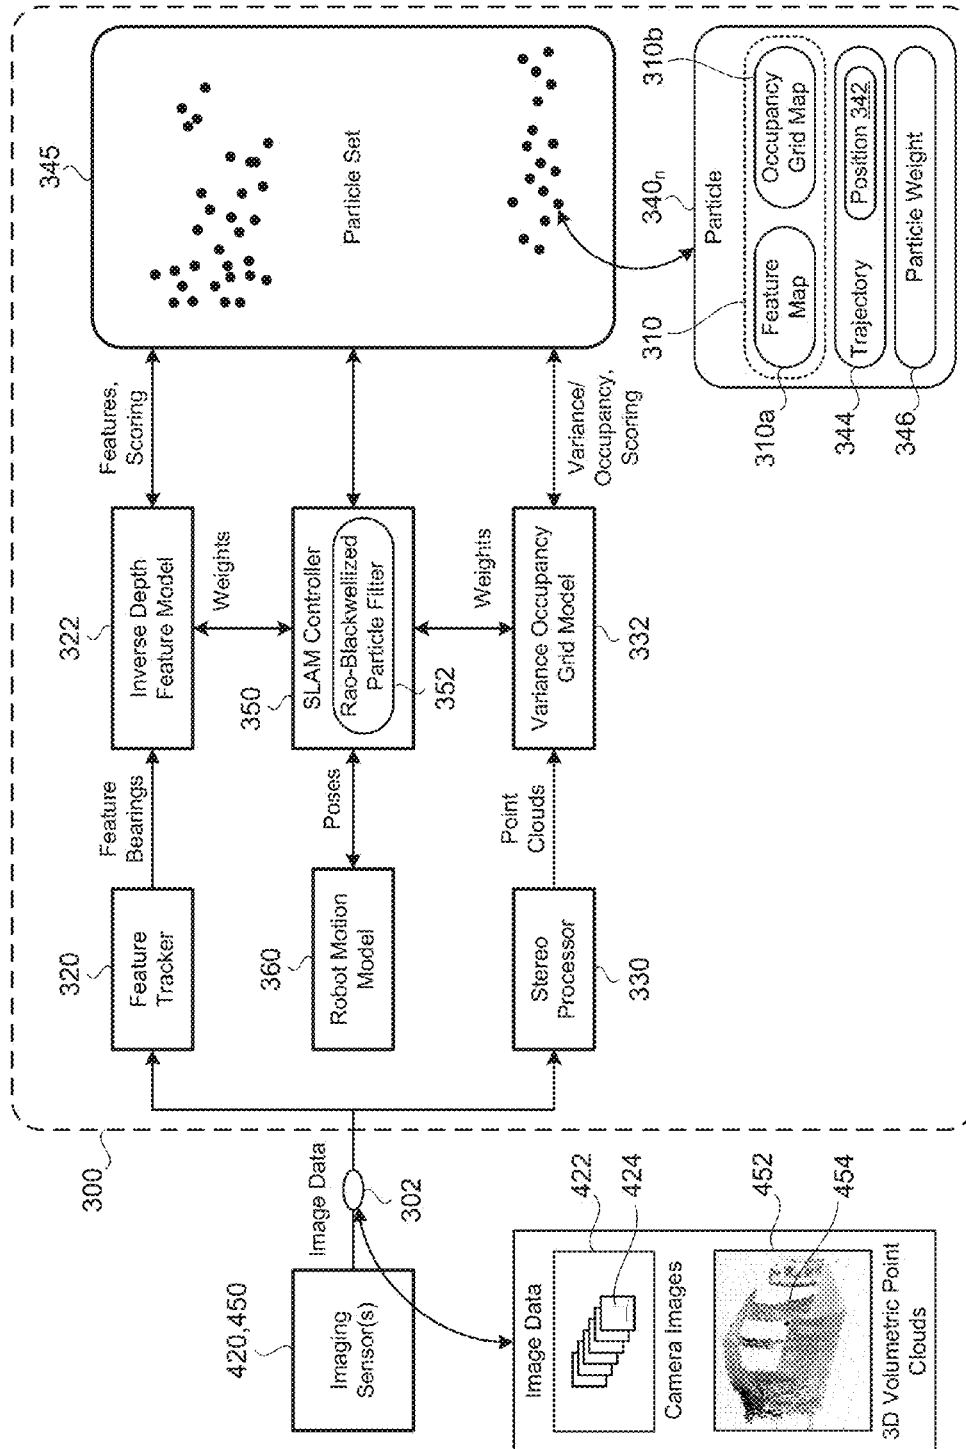 300
Imaging
Sensor(s)
420,450
Image Data
302
Image Data
422
424
Camera Images
452
454
3D Volumetric Point
Clouds
Feature
Tracker
320
Feature
Bearings
Inverse Depth
Feature Model
322
Features,
Scoring
Weights
Robot Motion
Model
360
Poses
SLAM Controller
Rao-Blackwellized
Particle Filter
350
352
Weights
Stereo
Processor
330
Point
Clouds
Variance Occupancy
Grid Model
332
Variance/
Occupancy,
Scoring
345
Particle Set
Particle
340n
310
310a
310b
Feature
Map
Occupancy
Grid Map
344
Trajectory
Position 342
346
Particle Weight